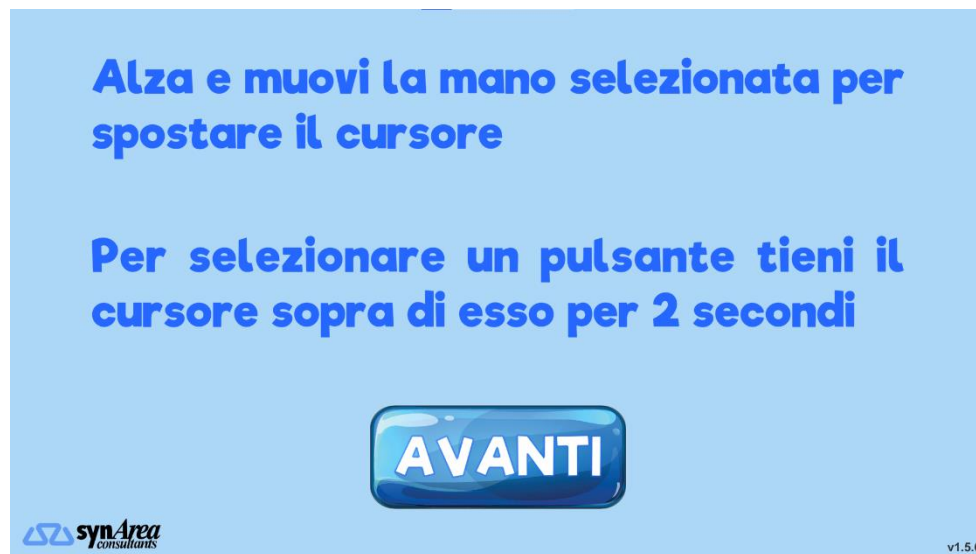 Alza e muovi la mano selezionata per
spostare il cursore
Per selezionare un pulsante tieni il
cursore sopra di esso per 2 secondi
AVANTI
synArea
consultants